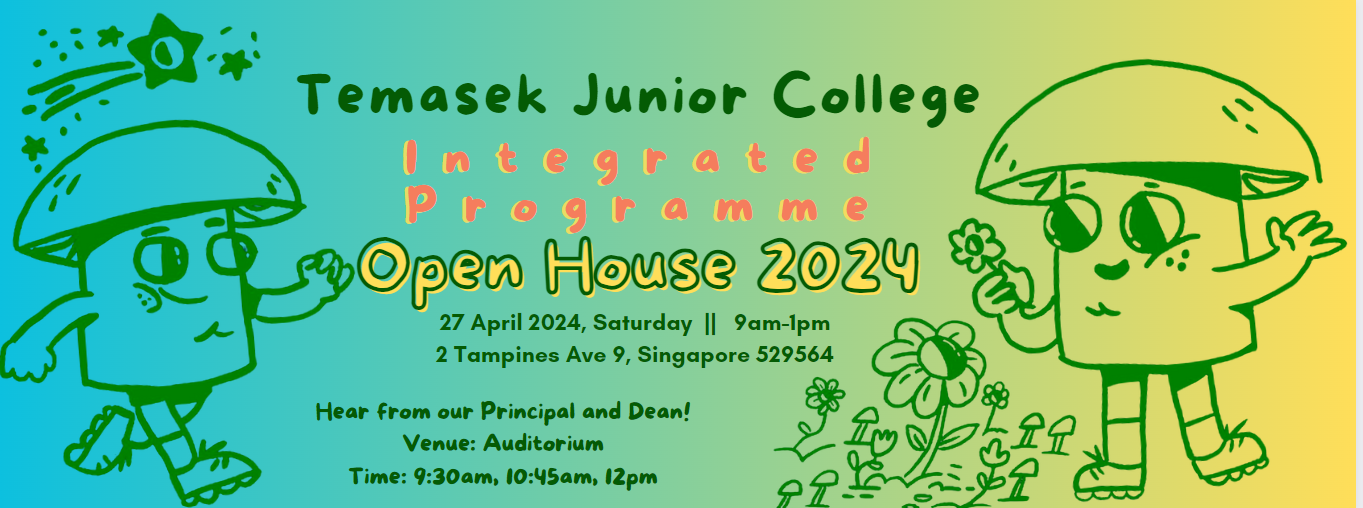 Temasek Junior College
Integrated
Programme
Open House 2024
27 April 2024, Saturday || 9am-1pm
2 Tampines Ave 9, Singapore 529564
Hear from our Principal and Dean!
Venue: Auditorium
Time: 9:30am, 10:45am, 12pm